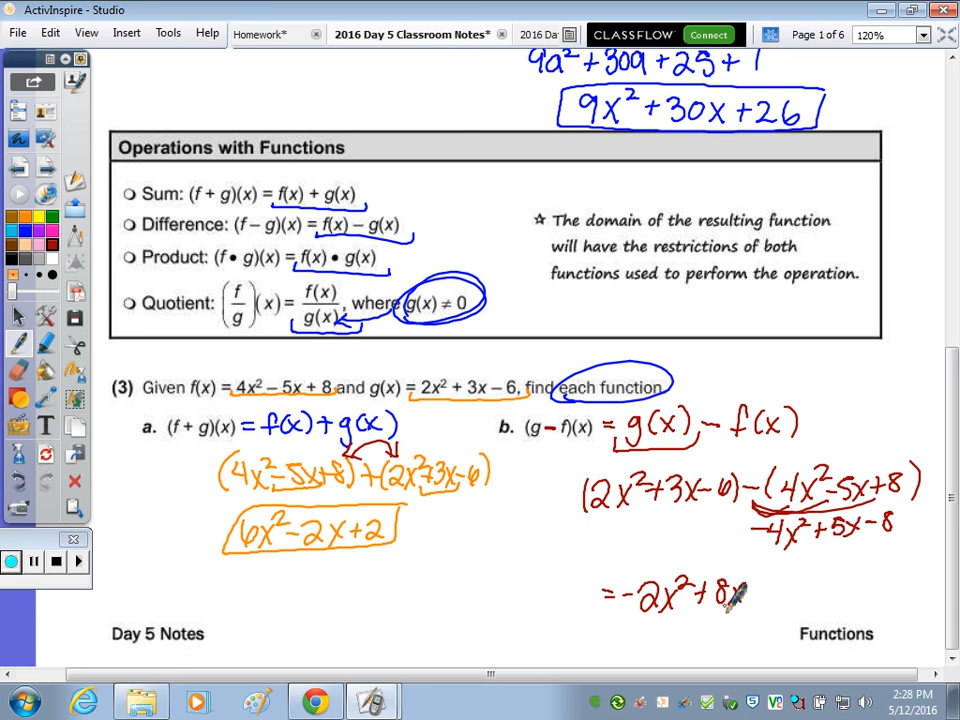 ActivInspire - Studio
File Edit View Insert Tools Help Homework* 2016 Day 5 Classroom Notes* 2016 Day CLASSFLOW Connect Page 1 of 6 120%
9a² + 30a + 25 + 1
9x² + 30x + 26
Operations with Functions
Sum: (f + g)(x) = f(x) + g(x)
Difference: (f – g)(x) = f(x) – g(x)
Product: (f • g)(x) = f(x) • g(x)
Quotient: (f/g)(x) = f(x)/g(x), where g(x) ≠ 0
☆ The domain of the resulting function
will have the restrictions of both
functions used to perform the operation.
(3) Given f(x) = 4x² – 5x + 8 and g(x) = 2x² + 3x – 6, find each function.
a. (f + g)(x) = f(x) + g(x)
(4x² - 5x + 8) + (2x² + 3x - 6)
6x² - 2x + 2
b. (g – f)(x) = g(x) - f(x)
(2x² + 3x - 6) - (4x² - 5x + 8)
-4x² + 5x - 8
= -2x² + 8x
Day 5 Notes Functions
2:28 PM
5/12/2016